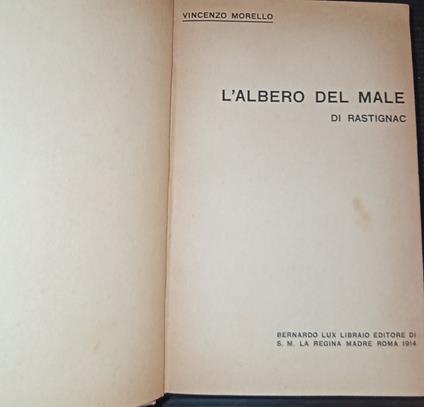 VINCENZO MORELLO
L'ALBERO DEL MALE
DI RASTIGNAC
BERNARDO LUX LIBRAIO EDITORE DI
S. M. LA REGINA MADRE ROMA 1914